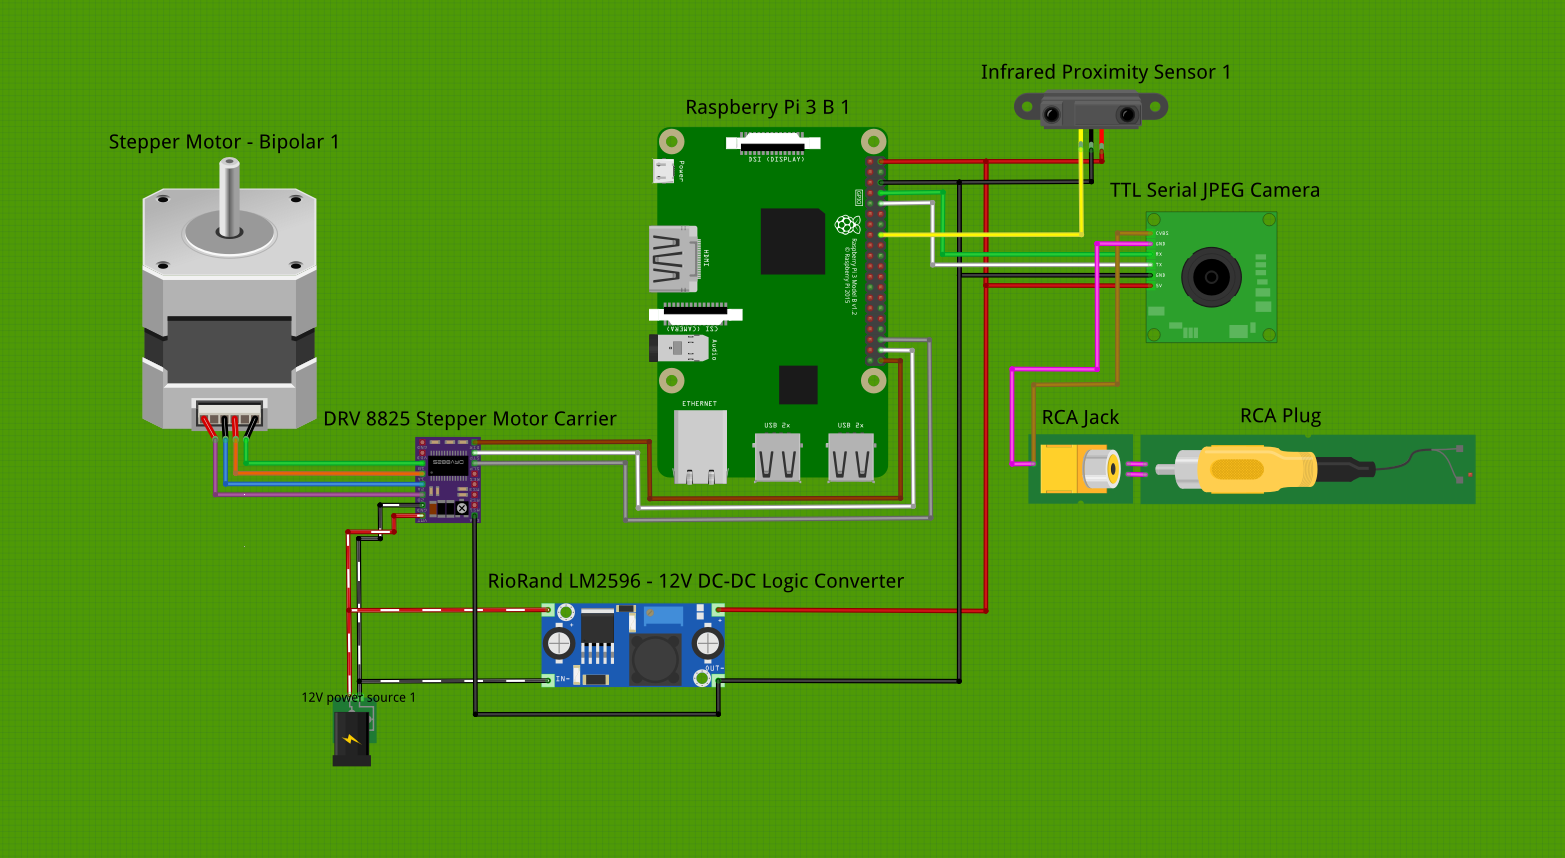 Infrared Proximity Sensor 1
Raspberry Pi 3 B 1
Stepper Motor - Bipolar 1
DSI (DISPLAY)
Power
TTL Serial JPEG Camera
GPIO
CVBS
GND
RX
TX
GND
5V
HDMI
Raspberry Pi 3 Model B v1.2
© Raspberry Pi 2015
CSI (CAMERA)
Audio
ETHERNET
USB 2x
USB 2x
RCA Jack
RCA Plug
DRV 8825 Stepper Motor Carrier
DRV8825
RioRand LM2596 - 12V DC-DC Logic Converter
+
+
OUT-
IN-
12V power source 1